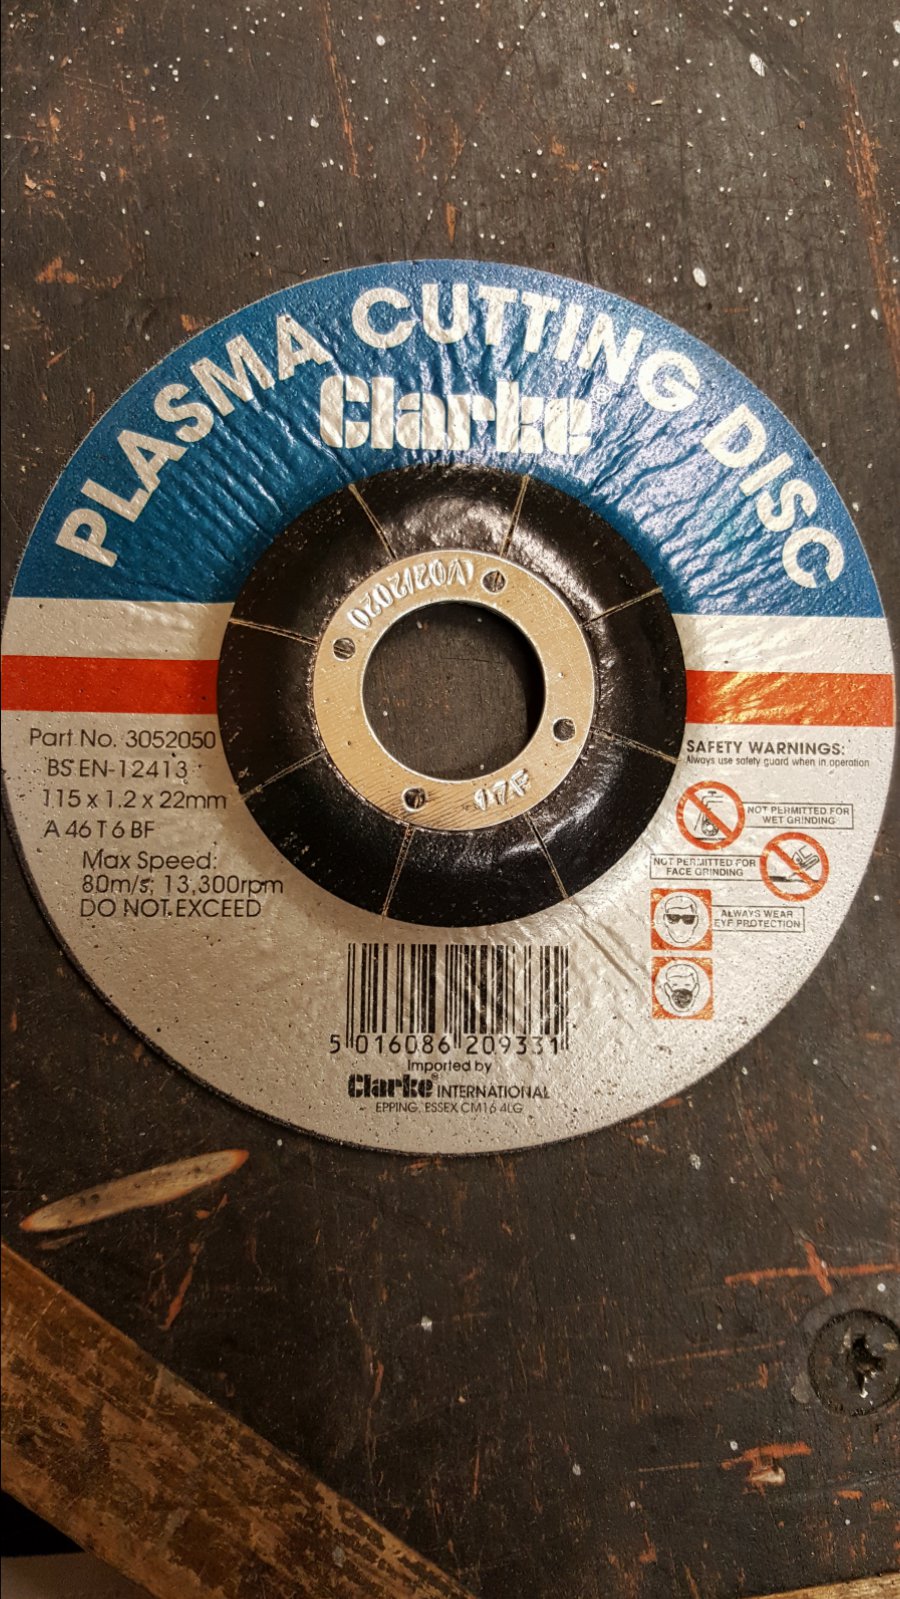 PLASMA CUTTING DISC
Clarke®
V02/2020
07F
Part No. 3052050
BS EN-12413
115 x 1.2 x 22mm
A 46 T 6 BF
Max Speed:
80m/s, 13,300rpm
DO NOT EXCEED
SAFETY WARNINGS:
Always use safety guard when in operation
NOT PERMITTED FOR
WET GRINDING
NOT PERMITTED FOR
FACE GRINDING
ALWAYS WEAR
EYE PROTECTION
5 016086 209331
Imported by
Clarke® INTERNATIONAL
EPPING, ESSEX CM16 4LG